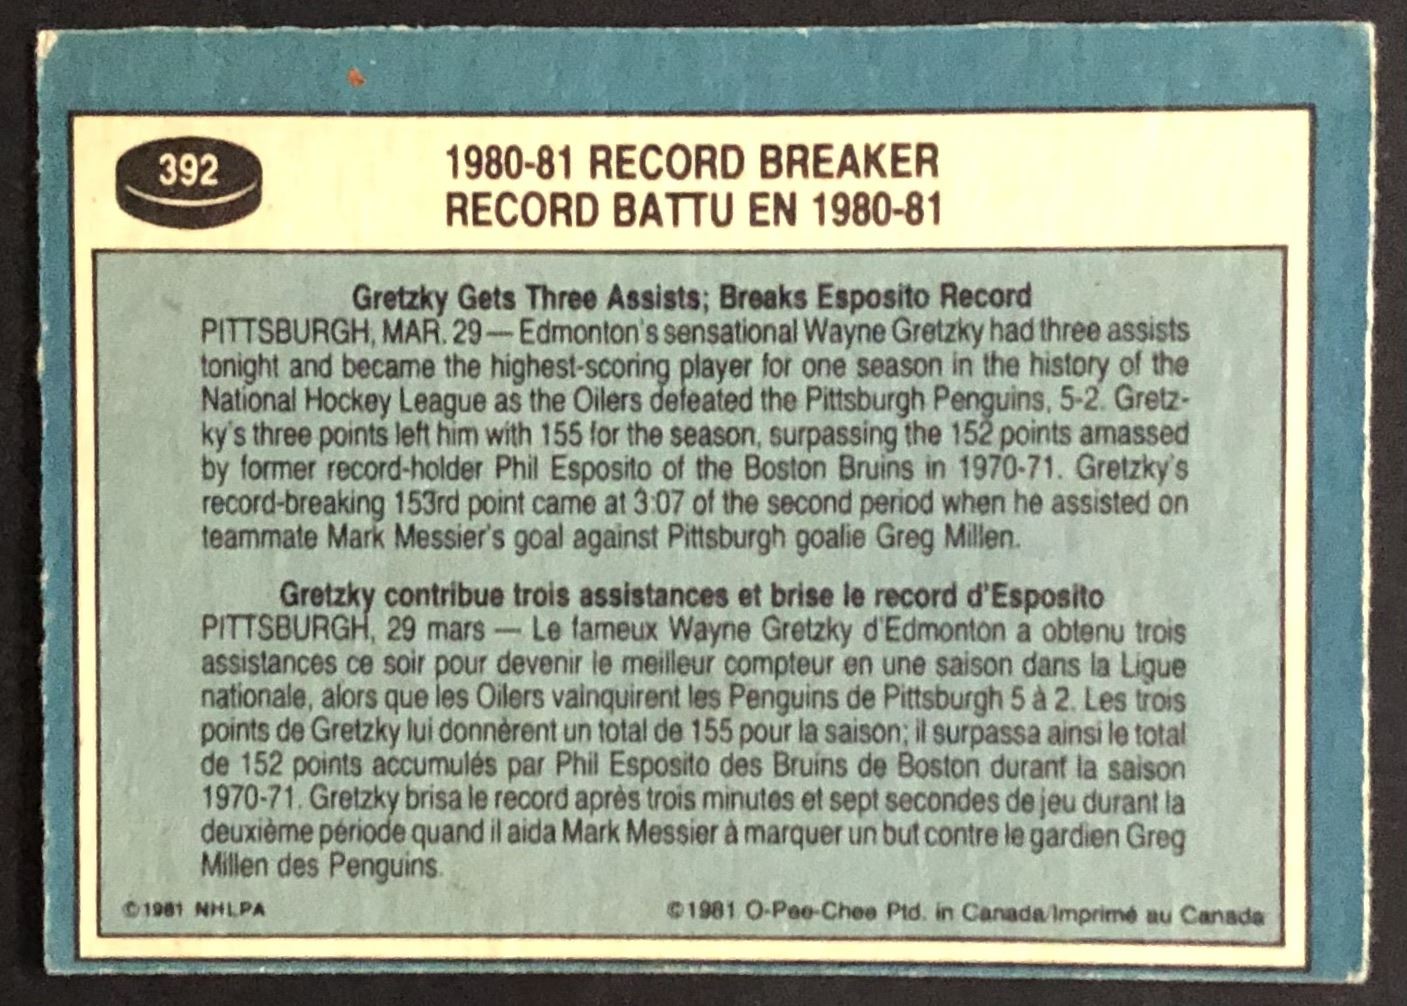 392
1980-81 RECORD BREAKER
RECORD BATTU EN 1980-81
Gretzky Gets Three Assists; Breaks Esposito Record
PITTSBURGH, MAR. 29 — Edmonton's sensational Wayne Gretzky had three assists
tonight and became the highest-scoring player for one season in the history of the
National Hockey League as the Oilers defeated the Pittsburgh Penguins, 5-2. Gretz-
ky's three points left him with 155 for the season, surpassing the 152 points amassed
by former record-holder Phil Esposito of the Boston Bruins in 1970-71. Gretzky's
record-breaking 153rd point came at 3:07 of the second period when he assisted on
teammate Mark Messier's goal against Pittsburgh goalie Greg Millen.
Gretzky contribue trois assistances et brise le record d'Esposito
PITTSBURGH, 29 mars — Le fameux Wayne Gretzky d'Edmonton a obtenu trois
assistances ce soir pour devenir le meilleur compteur en une saison dans la Ligue
nationale, alors que les Oilers vainquirent les Penguins de Pittsburgh 5 à 2. Les trois
points de Gretzky lui donnèrent un total de 155 pour la saison; il surpassa ainsi le total
de 152 points accumulés par Phil Esposito des Bruins de Boston durant la saison
1970-71. Gretzky brisa le record après trois minutes et sept secondes de jeu durant la
deuxième période quand il aida Mark Messier à marquer un but contre le gardien Greg
Millen des Penguins.
©1981 NHLPA
©1981 O-Pee-Chee Ptd. in Canada/Imprimé au Canada